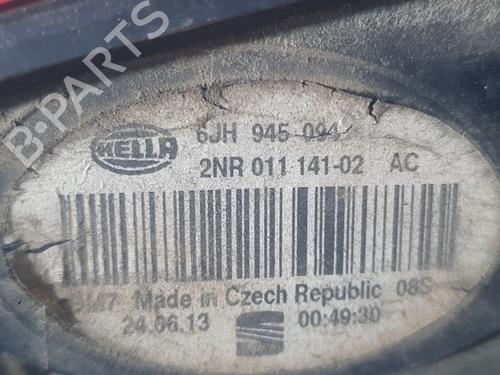 B-PARTS
HELLA
6JH 945 094
2NR 011 141-02 AC
Made in Czech Republic
24.06.13 00:49:30